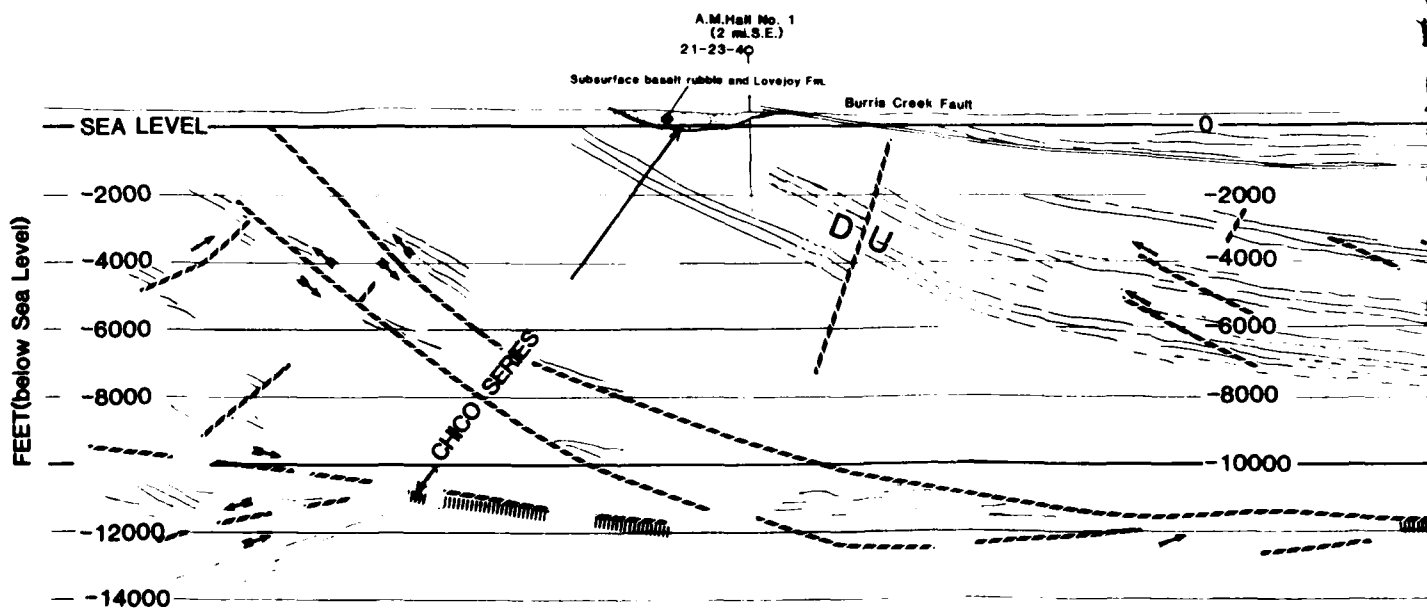 A.M.Hall No. 1
(2 mi.S.E.)
21-23-4
Subsurface basalt rubble and Lovejoy Fm.
Burris Creek Fault
SEA LEVEL
0
-2000
-2000
D U
-4000
-4000
FEET(below Sea Level)
-6000
-6000
CHICO SERIES
-8000
-8000
-10000
-12000
-14000